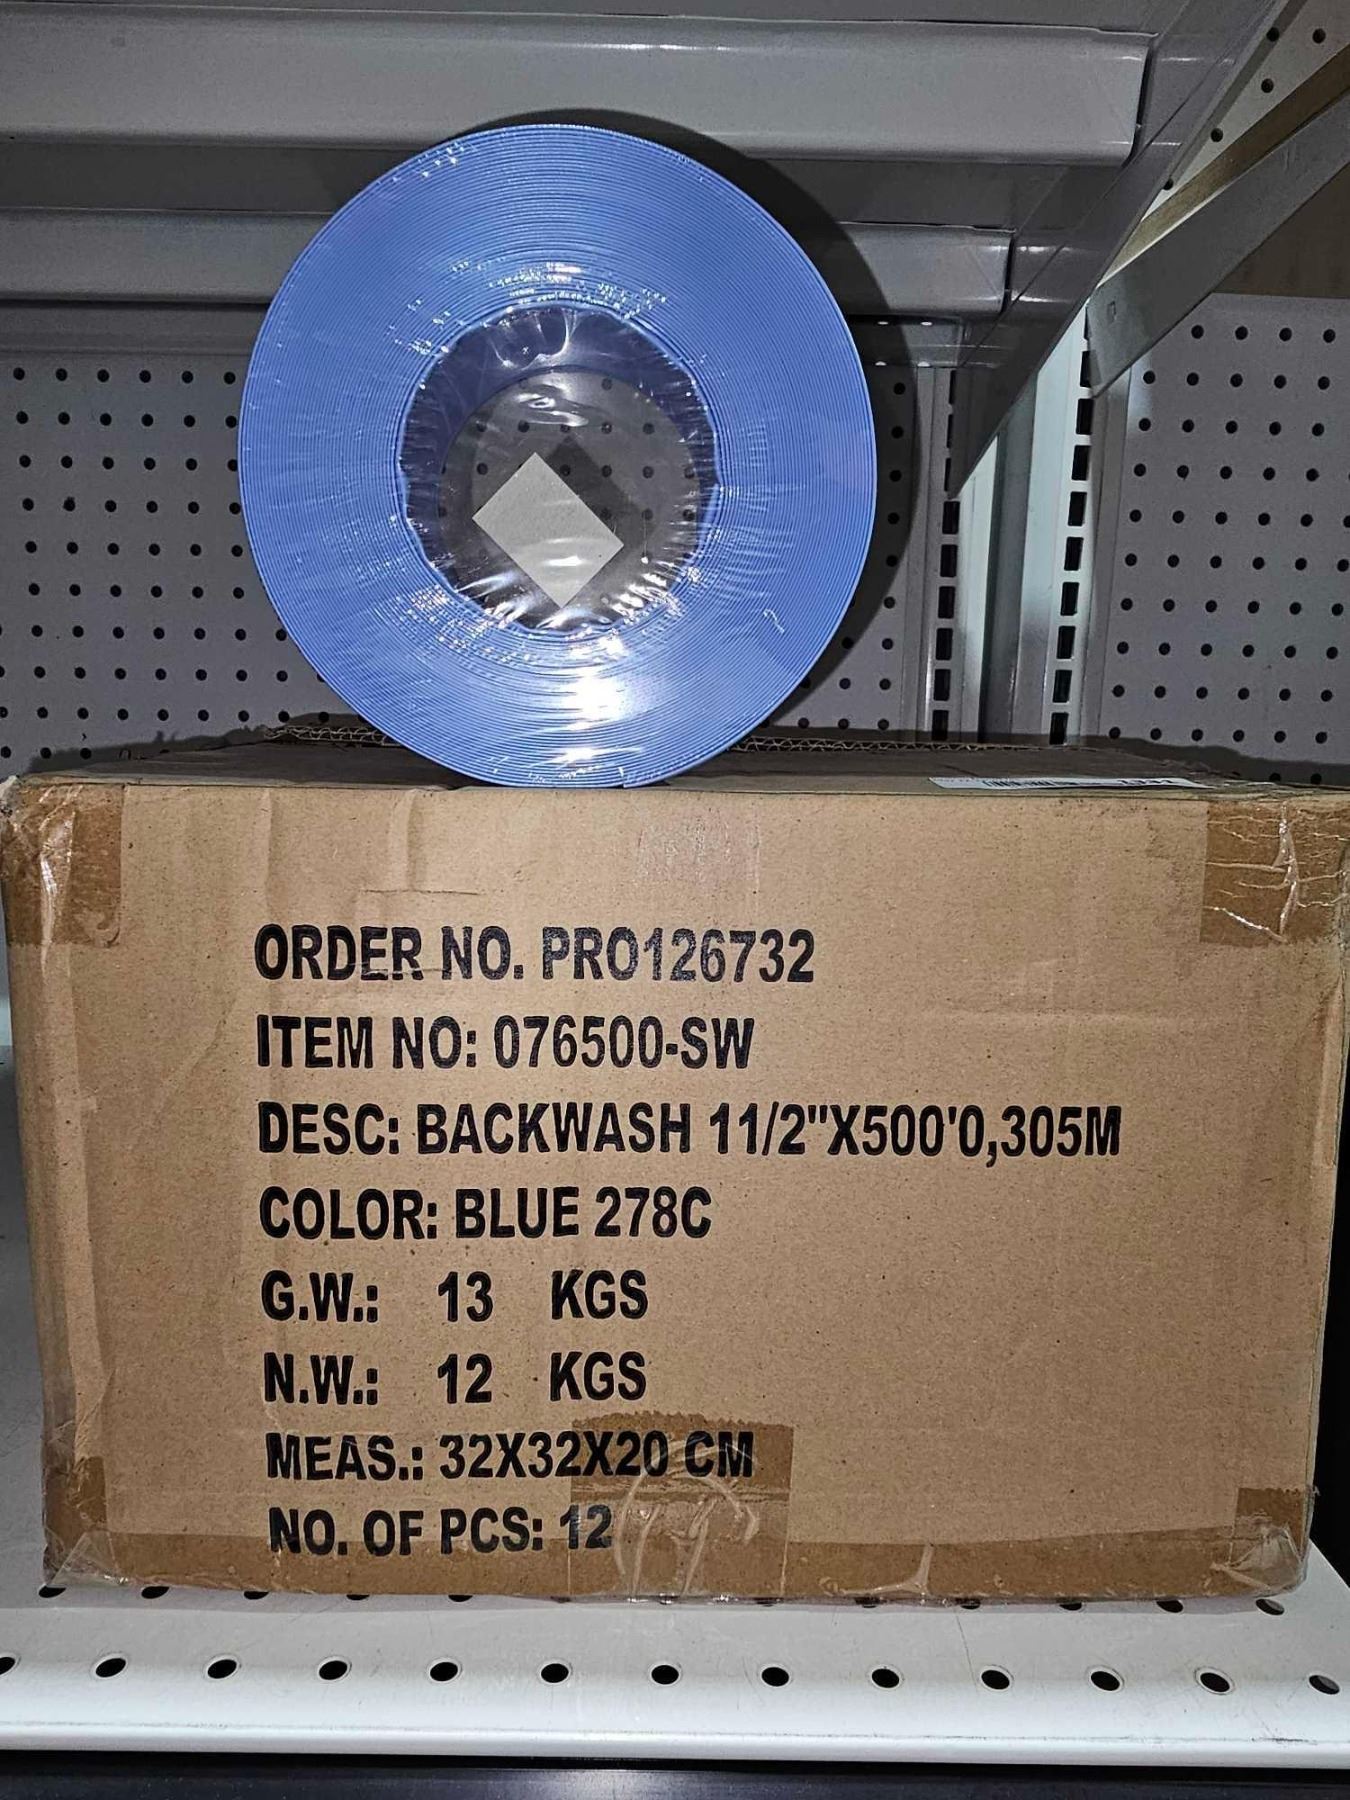 ORDER NO. PRO126732
ITEM NO: 076500-SW
DESC: BACKWASH 11/2"X500'0,305M
COLOR: BLUE 278C
G.W.: 13 KGS
N.W.: 12 KGS
MEAS.: 32X32X20 CM
NO. OF PCS: 12